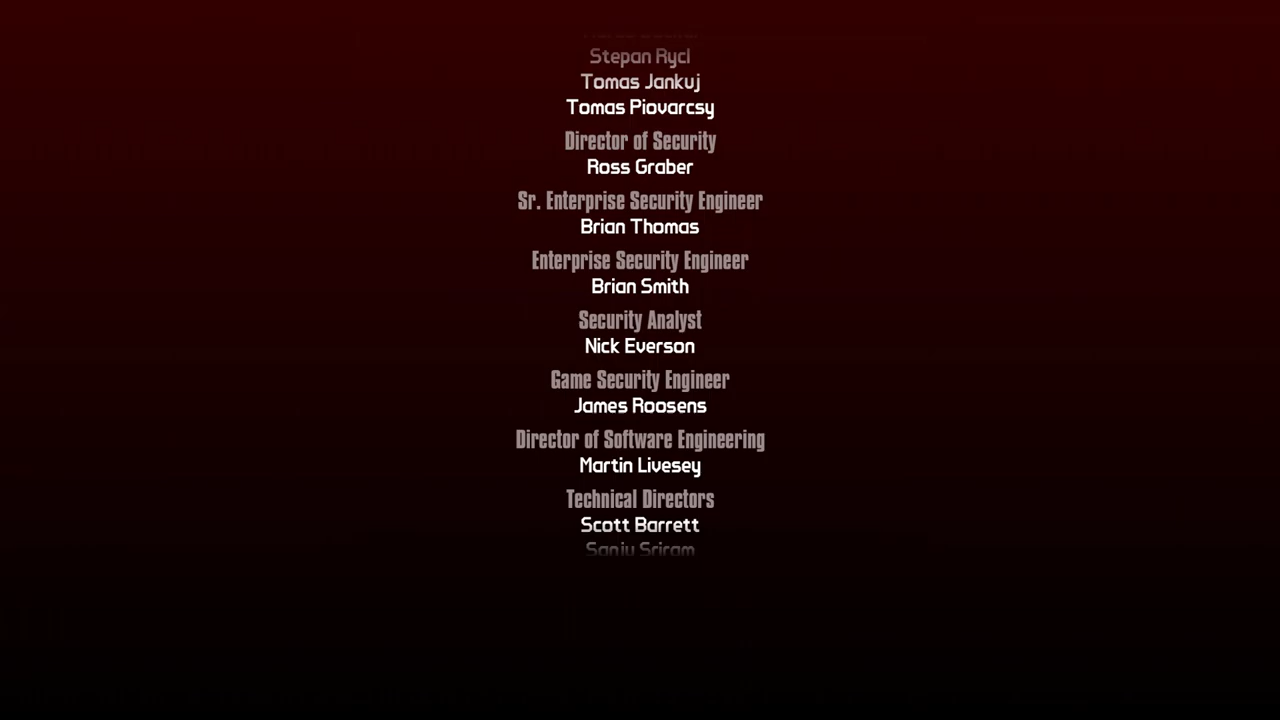 Stepan Rycl
Tomas Jankuj
Tomas Piovarcsy
Director of Security
Ross Graber
Sr. Enterprise Security Engineer
Brian Thomas
Enterprise Security Engineer
Brian Smith
Security Analyst
Nick Everson
Game Security Engineer
James Roosens
Director of Software Engineering
Martin Livesey
Technical Directors
Scott Barrett
Sanju Sriram